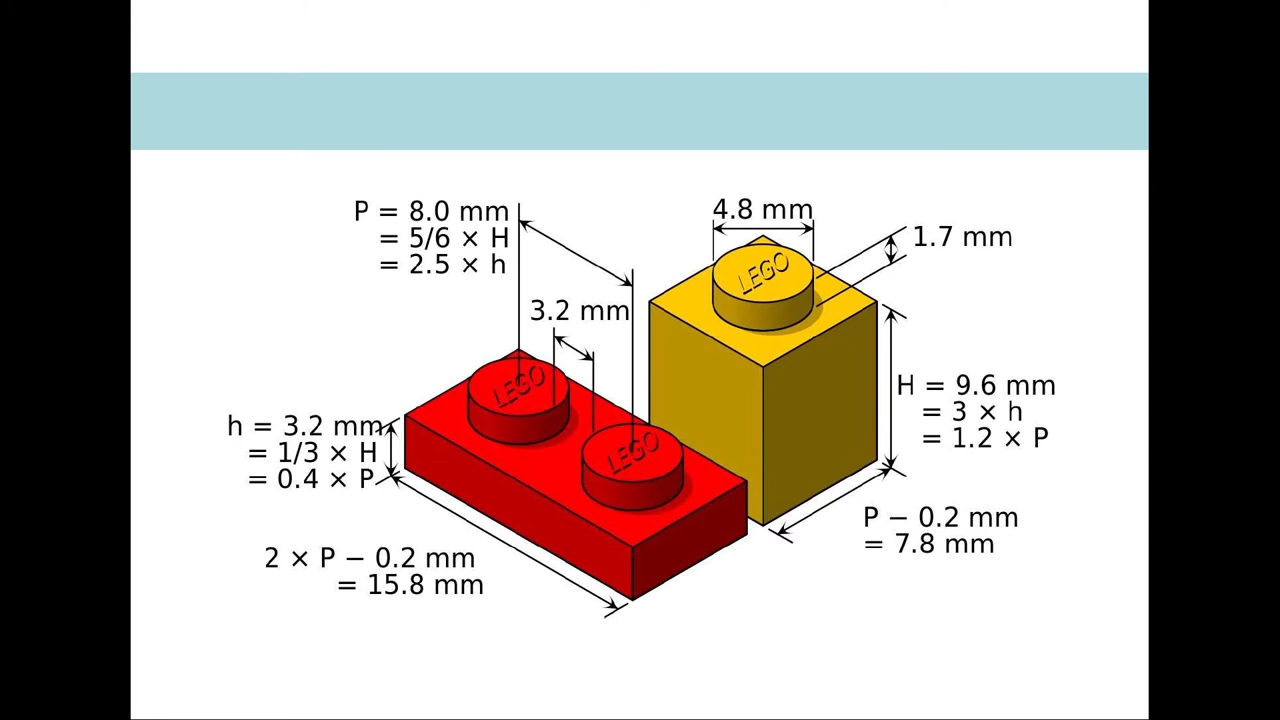 P = 8.0 mm
= 5/6 × H
= 2.5 × h
4.8 mm
1.7 mm
3.2 mm
LEGO
LEGO
LEGO
h = 3.2 mm
= 1/3 × H
= 0.4 × P
H = 9.6 mm
= 3 × h
= 1.2 × P
P − 0.2 mm
= 7.8 mm
2 × P − 0.2 mm
= 15.8 mm